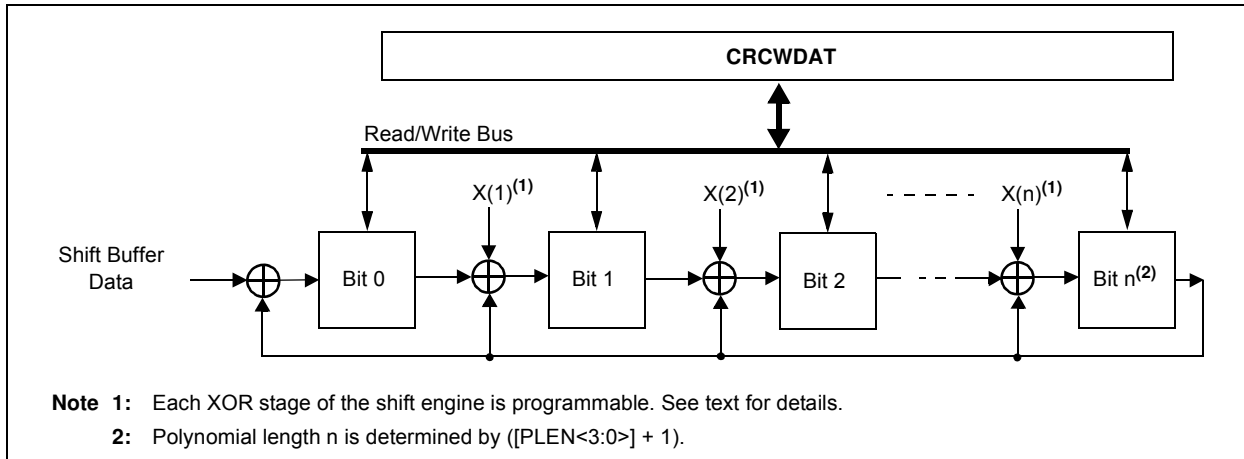 CRCWDAT
Read/Write Bus
X(1)(1)
X(2)(1)
X(n)(1)
Shift Buffer
Data
Bit 0
Bit 1
Bit 2
Bit n(2)
Note 1: Each XOR stage of the shift engine is programmable. See text for details.
2: Polynomial length n is determined by ([PLEN<3:0>] + 1).